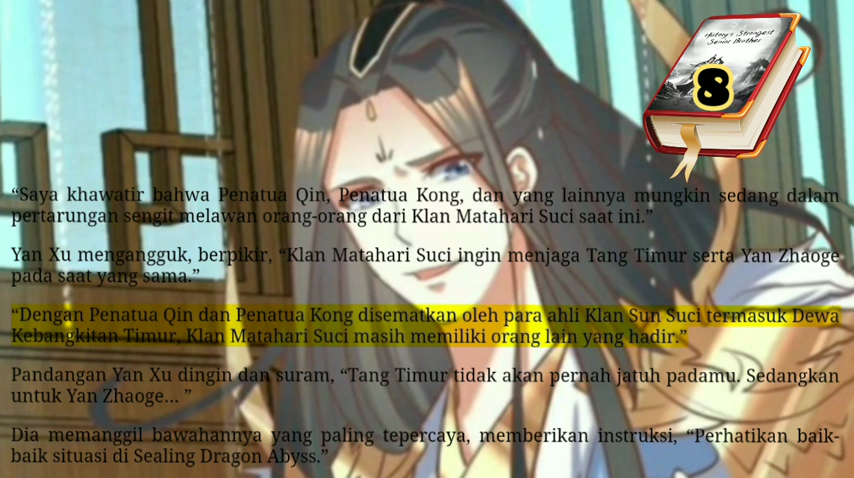 History's Strongest
Senior Brother
8
“Saya khawatir bahwa Penatua Qin, Penatua Kong, dan yang lainnya mungkin sedang dalam
pertarungan sengit melawan orang-orang dari Klan Matahari Suci saat ini.”
Yan Xu mengangguk, berpikir, “Klan Matahari Suci ingin menjaga Tang Timur serta Yan Zhaoge
pada saat yang sama.”
“Dengan Penatua Qin dan Penatua Kong disematkan oleh para ahli Klan Sun Suci termasuk Dewa
Kebangkitan Timur, Klan Matahari Suci masih memiliki orang lain yang hadir.”
Pandangan Yan Xu dingin dan suram, “Tang Timur tidak akan pernah jatuh padamu. Sedangkan
untuk Yan Zhaoge... ”
Dia memanggil bawahannya yang paling tepercaya, memberikan instruksi, “Perhatikan baik-
baik situasi di Sealing Dragon Abyss.”